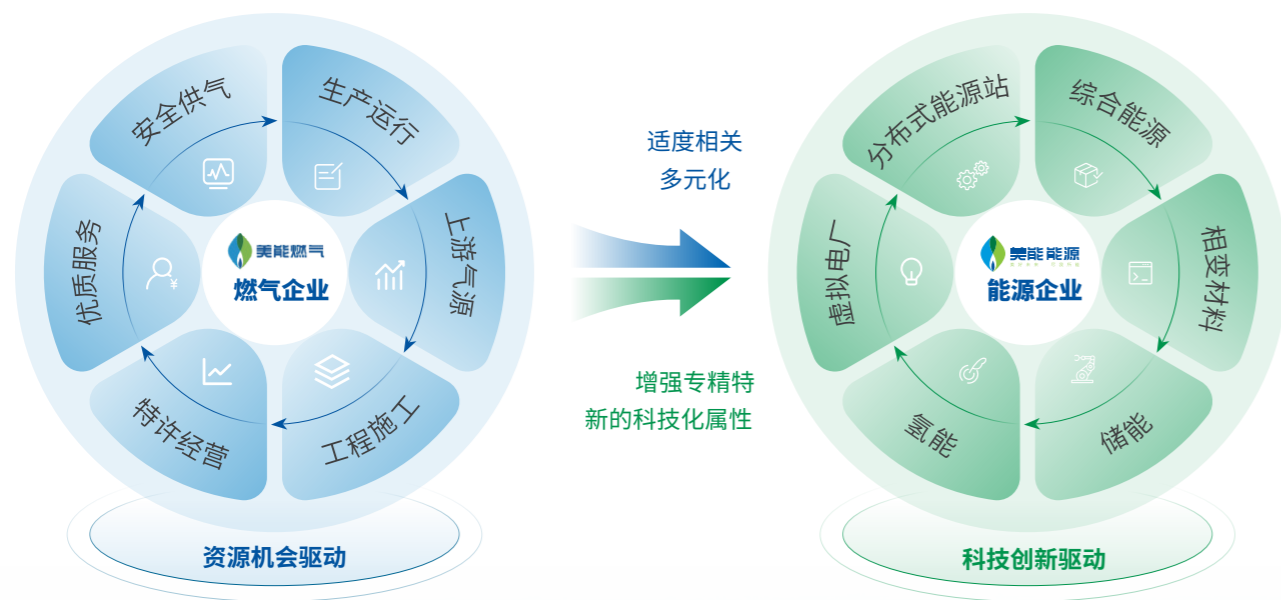 安全供气
生产运行
上游气源
工程施工
特许经营
优质服务
美能燃气
燃气企业
资源机会驱动
适度相关
多元化
增强专精特
新的科技化属性
分布式能源站
综合能源
相变材料
储能
氢能
虚拟电厂
美能能源
能源企业
科技创新驱动